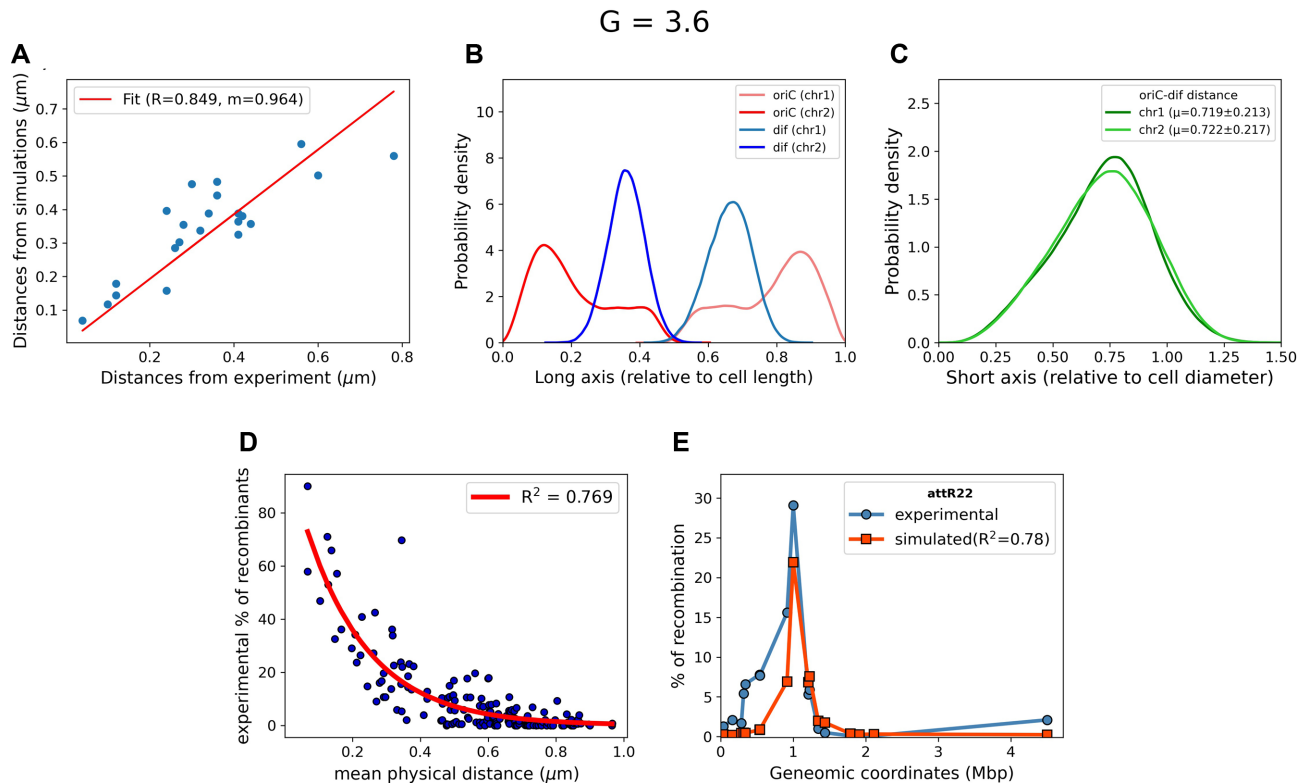 G = 3.6
A
Distances from simulations (μm)
0.7
0.6
0.5
0.4
0.3
0.2
0.1
Fit (R=0.849, m=0.964)
0.2
0.4
0.6
0.8
Distances from experiment (μm)
B
Probability density
10
8
6
4
2
0
oriC (chr1)
oriC (chr2)
dif (chr1)
dif (chr2)
0.0
0.2
0.4
0.6
0.8
1.0
Long axis (relative to cell length)
C
Probability density
2.5
2.0
1.5
1.0
0.5
0.0
oriC-dif distance
chr1 (μ=0.719±0.213)
chr2 (μ=0.722±0.217)
0.00
0.25
0.50
0.75
1.00
1.25
1.50
Short axis (relative to cell diameter)
D
experimental % of recombinants
80
60
40
20
0
R² = 0.769
0.2
0.4
0.6
0.8
1.0
mean physical distance (μm)
E
% of recombination
30
25
20
15
10
5
0
attR22
experimental
simulated(R²=0.78)
0
1
2
3
4
Geneomic coordinates (Mbp)